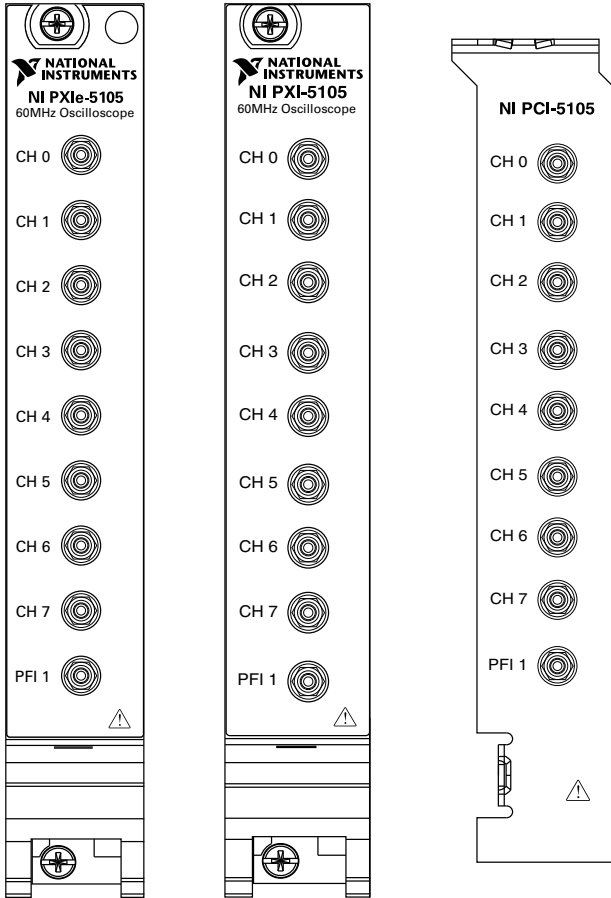 NATIONAL
INSTRUMENTS
NI PXIe-5105
60MHz Oscilloscope
CH 0
CH 1
CH 2
CH 3
CH 4
CH 5
CH 6
CH 7
PFI 1
NATIONAL
INSTRUMENTS
NI PXI-5105
60MHz Oscilloscope
CH 0
CH 1
CH 2
CH 3
CH 4
CH 5
CH 6
CH 7
PFI 1
NI PCI-5105
CH 0
CH 1
CH 2
CH 3
CH 4
CH 5
CH 6
CH 7
PFI 1